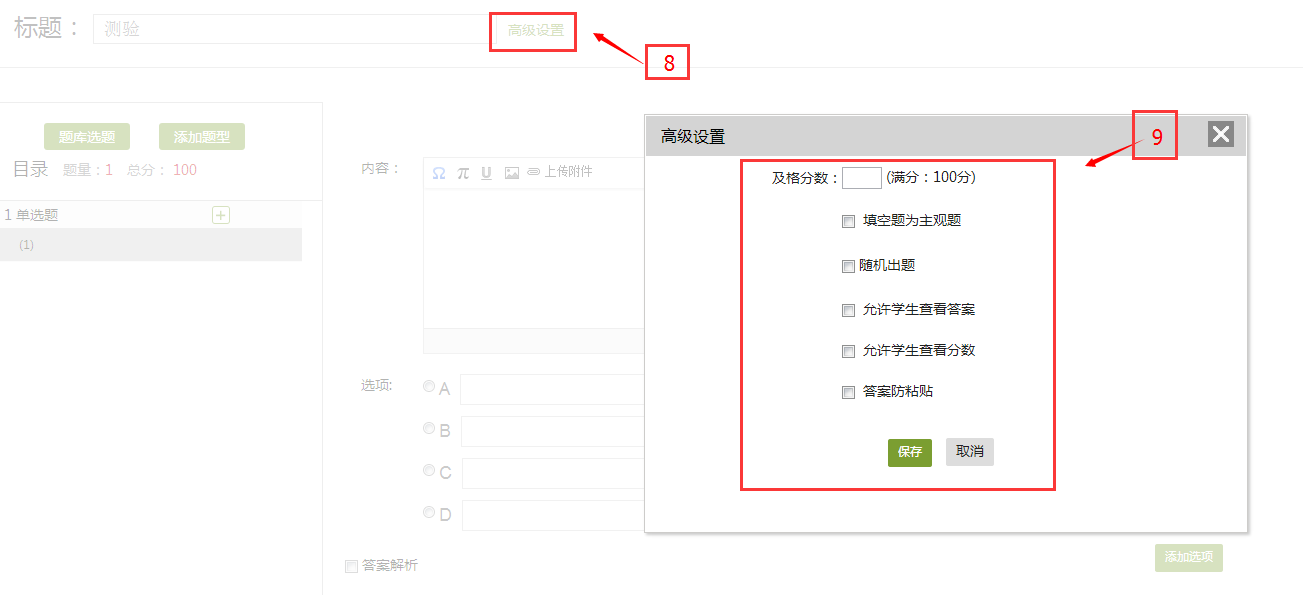 标题： 测验 高级设置
8
题库选题 添加题型
目录 题量：1 总分： 100
1 单选题
(1)
内容： Ω π U 上传附件
选项:
A
B
C
D
答案解析
高级设置
9
及格分数： (满分：100分)
填空题为主观题
随机出题
允许学生查看答案
允许学生查看分数
答案防粘贴
保存 取消
添加选项